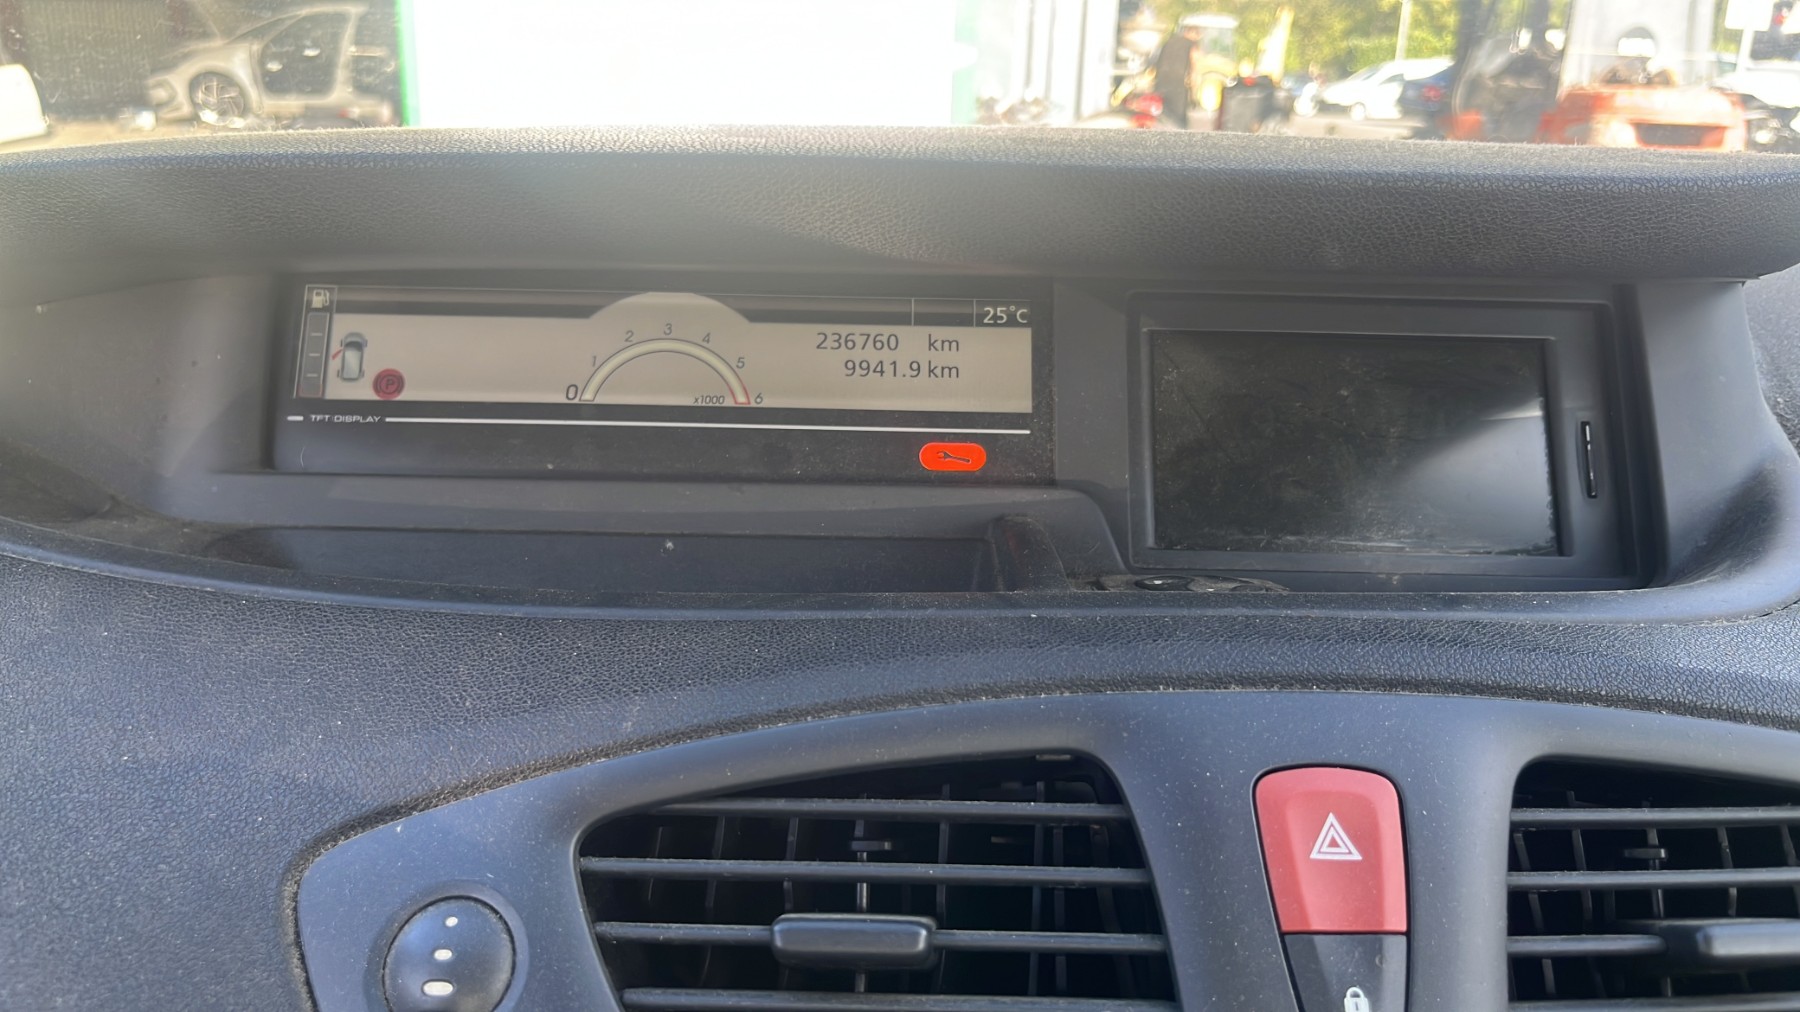 25°C
236760 km
9941.9 km
0 1 2 3 4 5 6
x1000
P
TFT DISPLAY